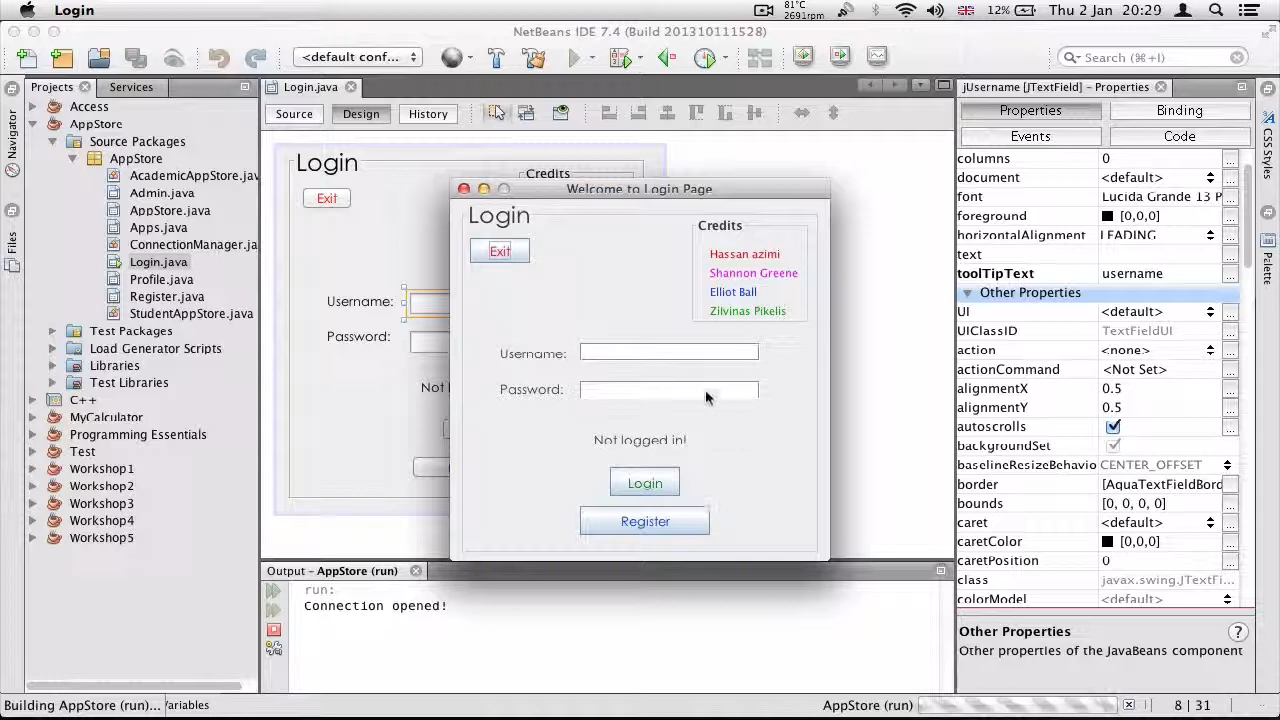 Login
81°C
2691rpm
12%
Thu 2 Jan 20:29
NetBeans IDE 7.4 (Build 201310111528)
<default conf...
Search (⌘+I)
Projects
Services
Login.java
jUsername [JTextField] – Properties
Navigator
Files
CSS Styles
Palette
Access
AppStore
Source Packages
AppStore
AcademicAppStore.jav
Admin.java
AppStore.java
Apps.java
ConnectionManager.ja
Login.java
Profile.java
Register.java
StudentAppStore.java
Test Packages
Load Generator Scripts
Libraries
Test Libraries
C++
MyCalculator
Programming Essentials
Test
Workshop1
Workshop2
Workshop3
Workshop4
Workshop5
Source
Design
History
Login
Credits
Exit
Username:
Password:
Welcome to Login Page
Login
Exit
Credits
Hassan azimi
Shannon Greene
Elliot Ball
Zilvinas Pikelis
Username:
Password:
Not logged in!
Login
Register
Output – AppStore (run)
run:
Connection opened!
Properties
Binding
Events
Code
columns 0
document <default>
font Lucida Grande 13 P
foreground [0,0,0]
horizontalAlignment LEADING
text
toolTipText username
Other Properties
UI <default>
UIClassID TextFieldUI
action <none>
actionCommand <Not Set>
alignmentX 0.5
alignmentY 0.5
autoscrolls
backgroundSet
baselineResizeBehavio CENTER_OFFSET
border [AquaTextFieldBord
bounds [0, 0, 0, 0]
caret <default>
caretColor [0,0,0]
caretPosition 0
class javax.swing.JTextFi...
colorModel <default>
Other Properties
Other properties of the JavaBeans component
Building AppStore (run)...
Variables
AppStore (run)
8 | 31